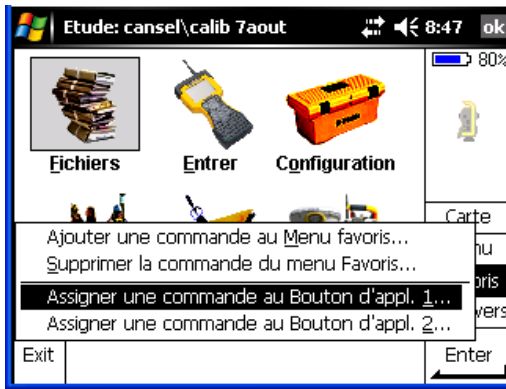 Etude: cansel\calib 7aout 8:47 ok
80%
Fichiers Entrer Configuration
Carte
Ajouter une commande au Menu favoris...
Supprimer la commande du menu Favoris...
Assigner une commande au Bouton d'appl. 1...
Assigner une commande au Bouton d'appl. 2...
Exit Enter